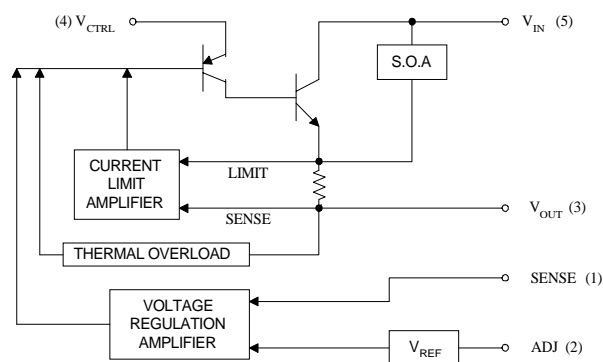 (4) VCTRL
VIN (5)
S.O.A
CURRENT
LIMIT
AMPLIFIER
LIMIT
SENSE
VOUT (3)
THERMAL OVERLOAD
SENSE (1)
VOLTAGE
REGULATION
AMPLIFIER
VREF
ADJ (2)